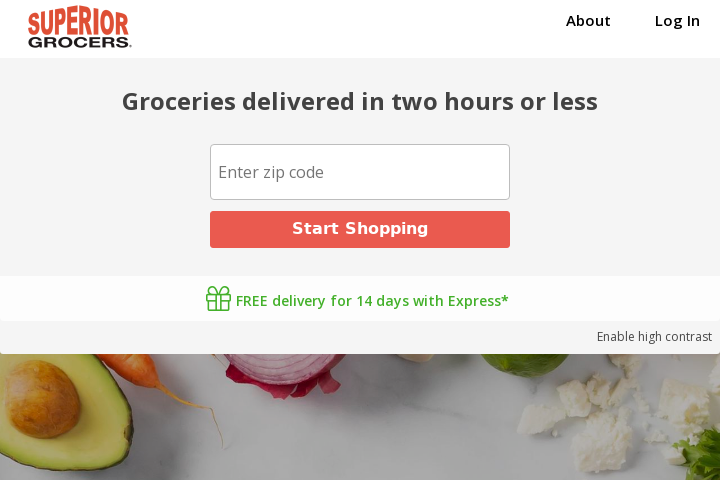 SUPERIOR
GROCERS.
About
Log In
Groceries delivered in two hours or less
Enter zip code
Start Shopping
FREE delivery for 14 days with Express*
Enable high contrast